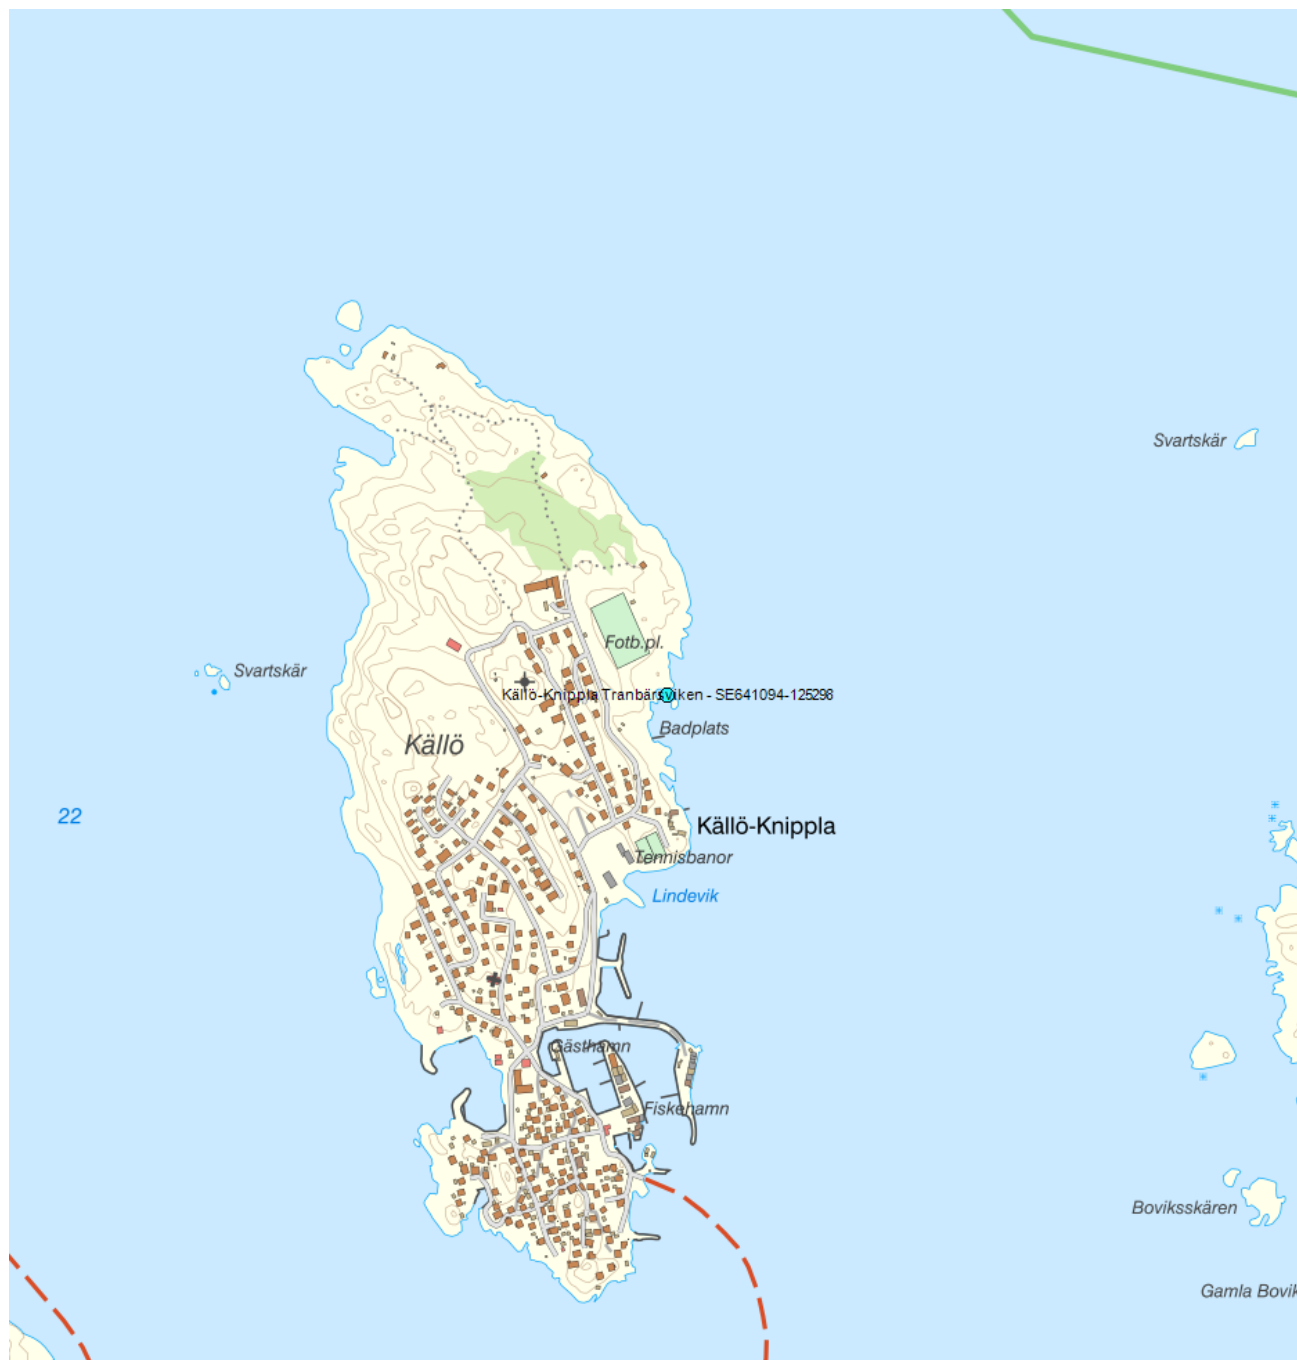 Svartskär
Fotb.pl.
Svartskär
Källö-Knippla Tranbärsviken - SE641094-125298
Badplats
Källö
22
Källö-Knippla
Tennisbanor
Lindevik
Gästhamn
Fiskehamn
Boviksskären
Gamla Bovik